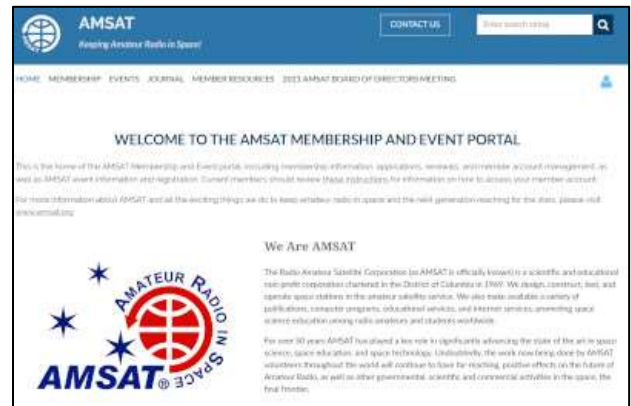 AMSAT
Keeping Amateur Radio in Space!
CONTACT US
Enter search string
HOME MEMBERSHIP EVENTS JOURNAL MEMBER RESOURCES 2021 AMSAT BOARD OF DIRECTORS MEETING
WELCOME TO THE AMSAT MEMBERSHIP AND EVENT PORTAL
This is the home of the AMSAT Membership and Event portal, including membership information, applications, renewals, and member account management, as
well as AMSAT event information and registration. Current members should review these instructions for information on how to access your member account.
For more information about AMSAT and all the exciting things we do to keep amateur radio in space and the next generation reaching for the stars, please visit
www.amsat.org
We Are AMSAT
The Radio Amateur Satellite Corporation (as AMSAT is officially known) is a scientific and educational
non-profit corporation chartered in the District of Columbia in 1969. We design, construct, test, and
operate space stations in the amateur satellite service. We also make available a variety of
publications, computer programs, educational services, and internet services, promoting space
science education among radio amateurs and students worldwide.
For over 50 years AMSAT has played a key role in significantly advancing the state of the art in space
science, space education, and space technology. Undoubtedly, the work now being done by AMSAT
volunteers throughout the world will continue to have far-reaching, positive effects on the future of
Amateur Radio, as well as other governmental, scientific and commercial activities in the space, the
final frontier.
AMATEUR RADIO IN SPACE
AMSAT®